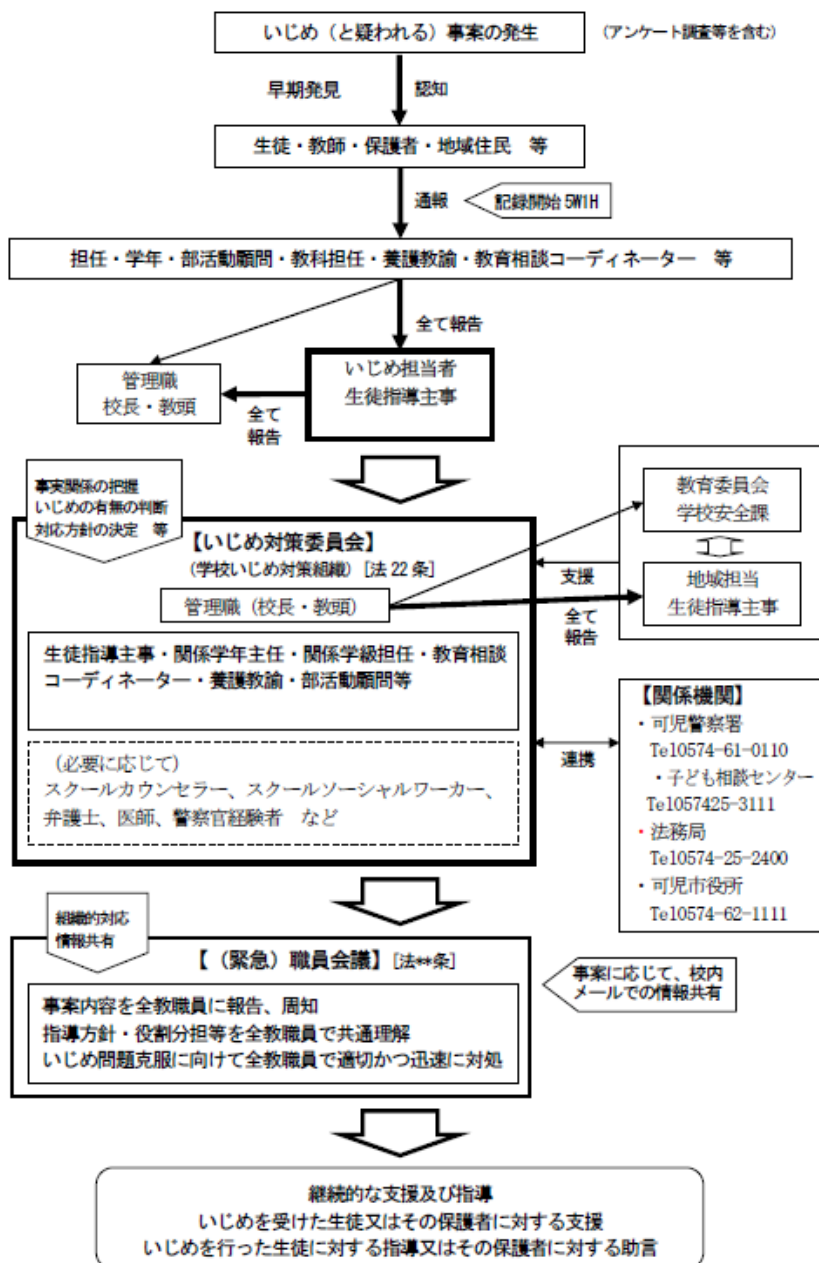 いじめ（と疑われる）事案の発生
（アンケート調査等を含む）
早期発見
認知
生徒・教師・保護者・地域住民　等
通報
記録開始 5W1H
担任・学年・部活動顧問・教科担任・養護教諭・教育相談コーディネーター　等
全て報告
いじめ担当者
生徒指導主事
管理職
校長・教頭
全て
報告
事実関係の把握
いじめの有無の判断
対応方針の決定　等
【いじめ対策委員会】
（学校いじめ対策組織）［法 22 条］
管理職（校長・教頭）
生徒指導主事・関係学年主任・関係学級担任・教育相談
コーディネーター・養護教諭・部活動顧問等
（必要に応じて）
スクールカウンセラー、スクールソーシャルワーカー、
弁護士、医師、警察官経験者　など
教育委員会
学校安全課
支援
地域担当
生徒指導主事
全て
報告
連携
【関係機関】
・可児警察署
Tel0574-61-0110
・子ども相談センター
Tel057425-3111
・法務局
Tel0574-25-2400
・可児市役所
Tel0574-62-1111
組織的対応
情報共有
【（緊急）職員会議】［法**条］
事案内容を全教職員に報告、周知
指導方針・役割分担等を全教職員で共通理解
いじめ問題克服に向けて全教職員で適切かつ迅速に対処
事案に応じて、校内
メールでの情報共有
継続的な支援及び指導
いじめを受けた生徒又はその保護者に対する支援
いじめを行った生徒に対する指導又はその保護者に対する助言